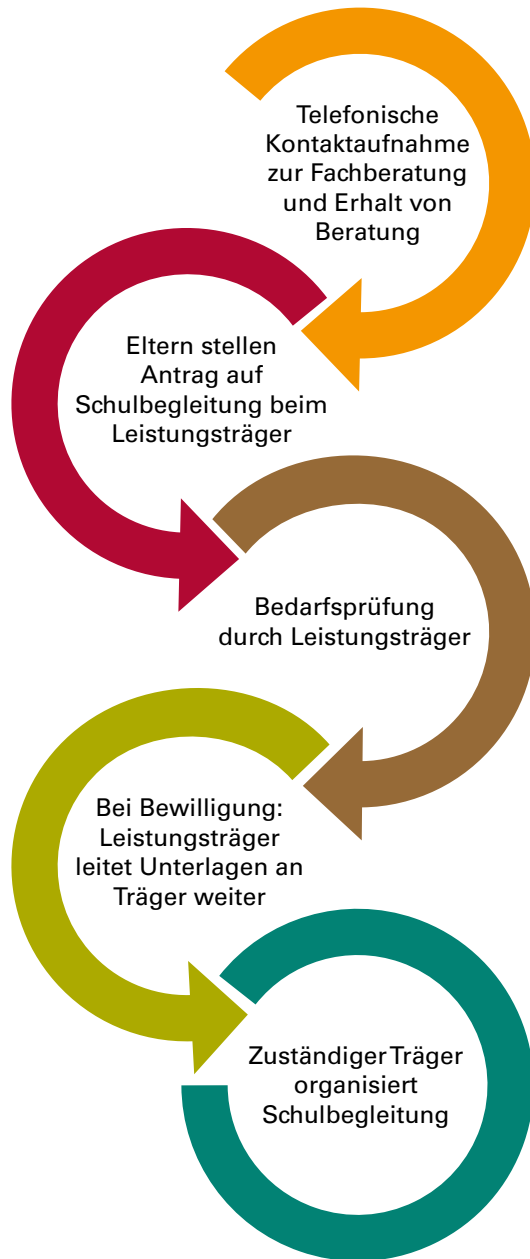 Telefonische
Kontaktaufnahme
zur Fachberatung
und Erhalt von
Beratung
Eltern stellen
Antrag auf
Schulbegleitung beim
Leistungsträger
Bedarfsprüfung
durch Leistungsträger
Bei Bewilligung:
Leistungsträger
leitet Unterlagen an
Träger weiter
Zuständiger Träger
organisiert
Schulbegleitung